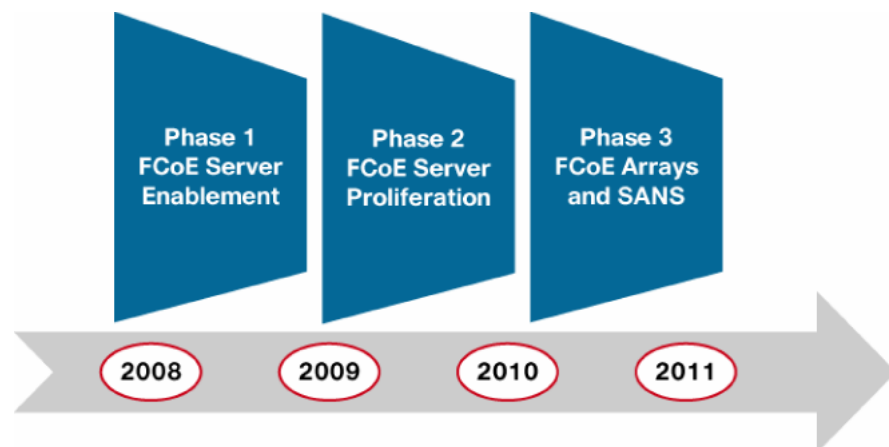 Phase 1
FCoE Server
Enablement
Phase 2
FCoE Server
Proliferation
Phase 3
FCoE Arrays
and SANS
2008
2009
2010
2011